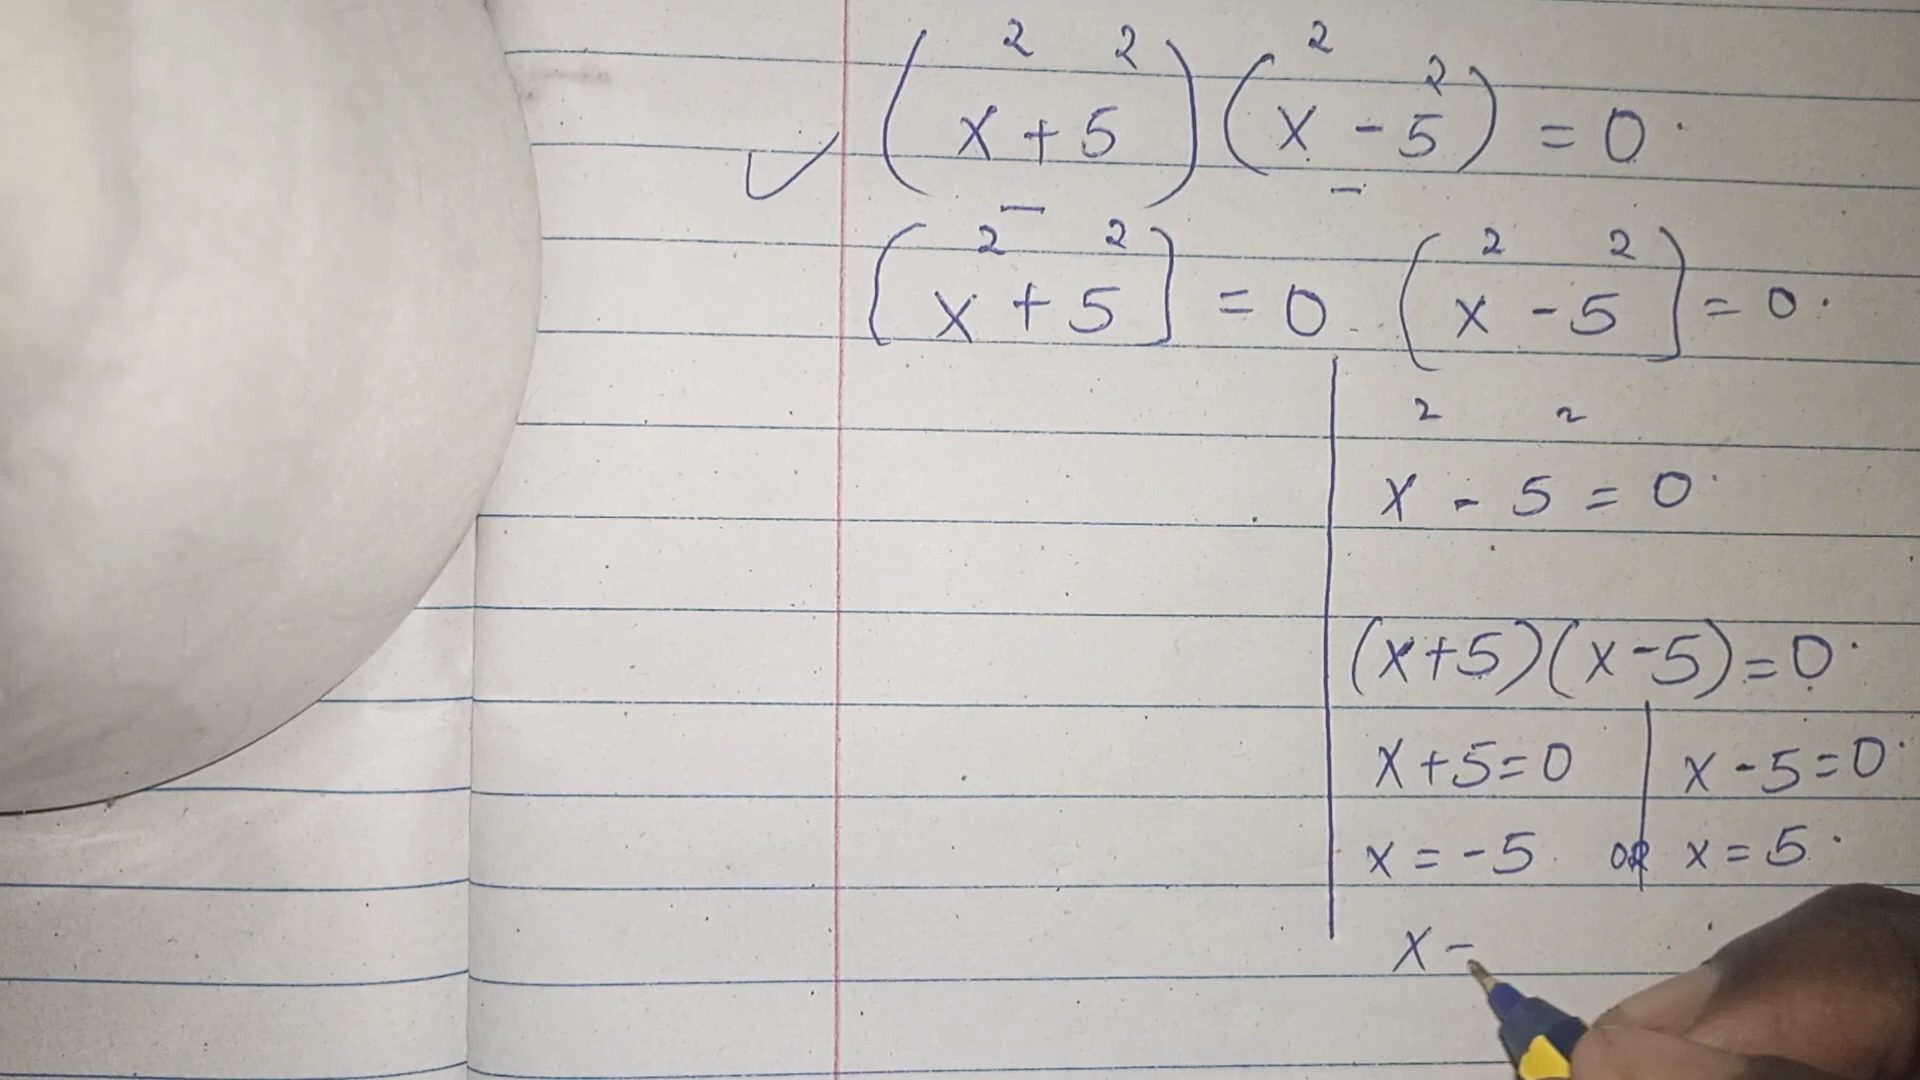 (x² + 5²)(x² - 5²) = 0
[x² + 5²] = 0 (x² - 5²] = 0
x² - 5² = 0
(x+5)(x-5) = 0
x+5=0 | x-5=0
x = -5 OR x = 5
x =